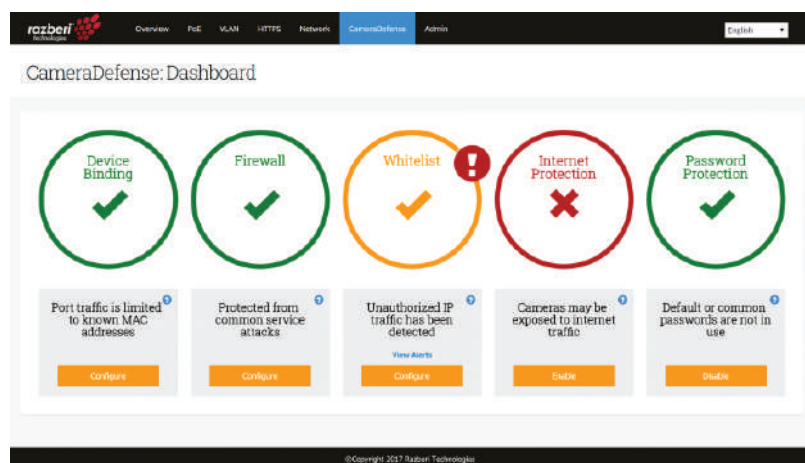 razberi
technologies
Overview PoE VLAN HTTPS Network CameraDefense Admin English
CameraDefense: Dashboard
Device
Binding
Firewall
Whitelist
Internet
Protection
Password
Protection
Port traffic is limited
to known MAC
addresses
Configure
Protected from
common service
attacks
Configure
Unauthorized IP
traffic has been
detected
View Alerts
Configure
Cameras may be
exposed to internet
traffic
Enable
Default or common
passwords are not in
use
Disable
©Copyright 2017 Razberi Technologies